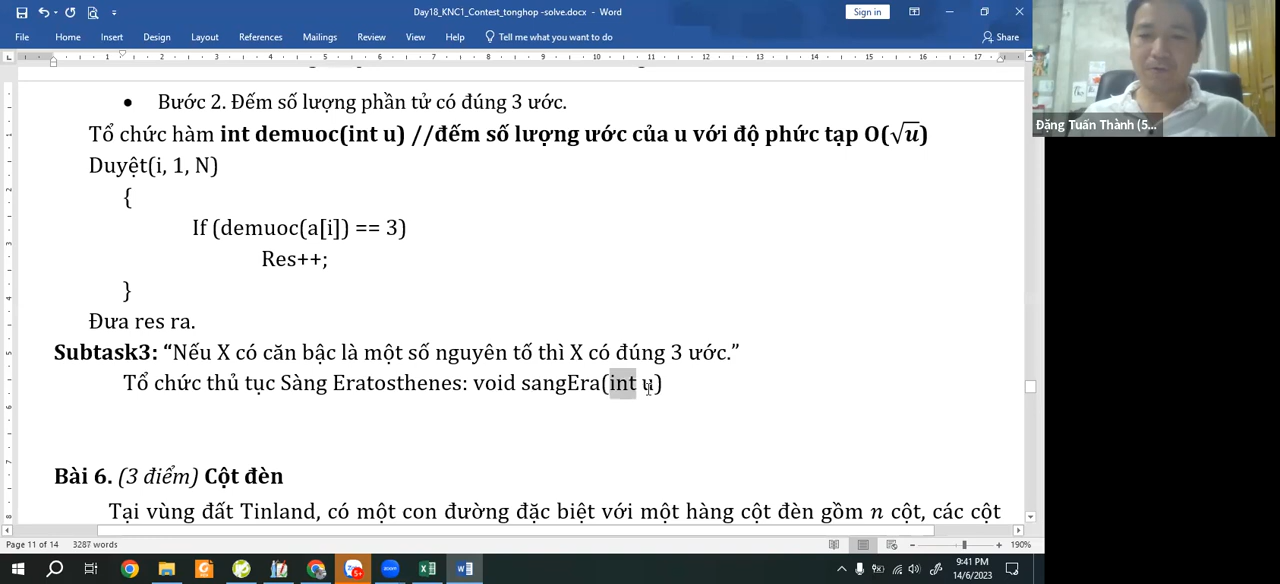 Day18_KNC1_Contest_tonghop -solve.docx - Word
Sign in
File Home Insert Design Layout References Mailings Review View Help Tell me what you want to do Share
Đặng Tuấn Thành (5...
• Bước 2. Đếm số lượng phần tử có đúng 3 ước.
Tổ chức hàm int demuoc(int u) //đếm số lượng ước của u với độ phức tạp O(√u)
Duyệt(i, 1, N)
{
If (demuoc(a[i]) == 3)
Res++;
}
Đưa res ra.
Subtask3: “Nếu X có căn bậc là một số nguyên tố thì X có đúng 3 ước.”
Tổ chức thủ tục Sàng Eratosthenes: void sangEra(int u)
Bài 6. (3 điểm) Cột đèn
Tại vùng đất Tinland, có một con đường đặc biệt với một hàng cột đèn gồm n cột, các cột
Page 11 of 14 3287 words 190%
9:41 PM
14/6/2023